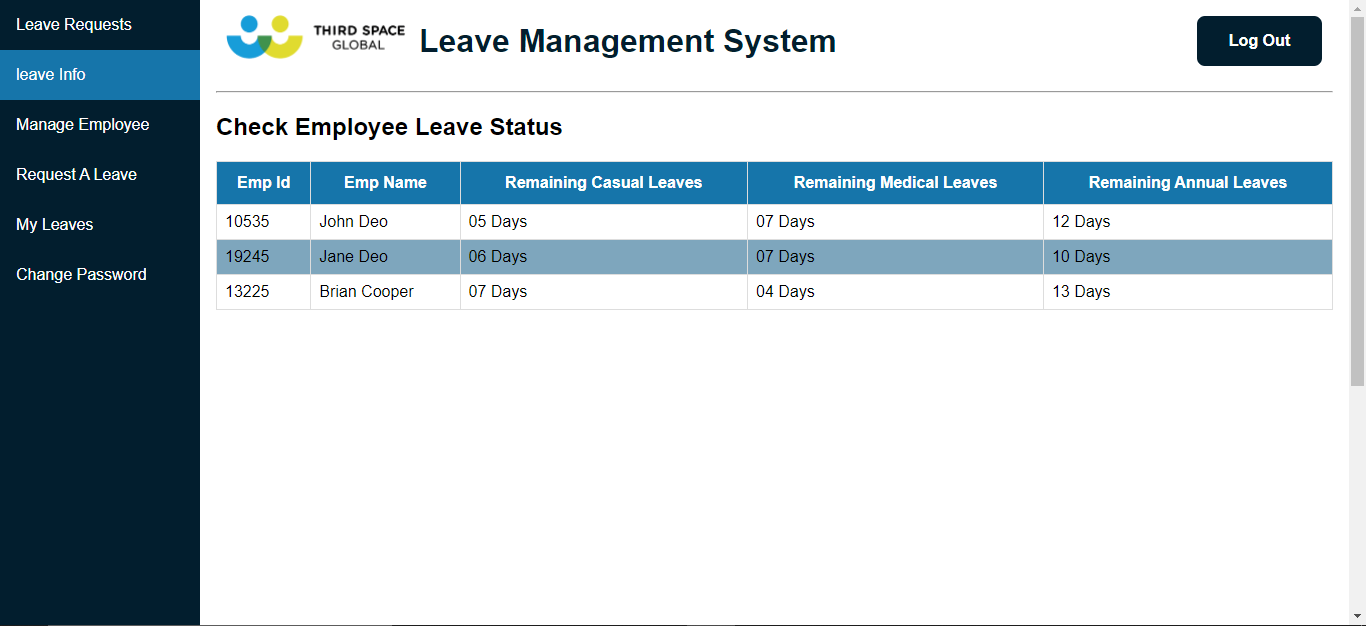 Leave Requests
leave Info
Manage Employee
Request A Leave
My Leaves
Change Password
THIRD SPACE
GLOBAL
Leave Management System
Log Out
Check Employee Leave Status
Emp Id Emp Name Remaining Casual Leaves Remaining Medical Leaves Remaining Annual Leaves
10535 John Deo 05 Days 07 Days 12 Days
19245 Jane Deo 06 Days 07 Days 10 Days
13225 Brian Cooper 07 Days 04 Days 13 Days